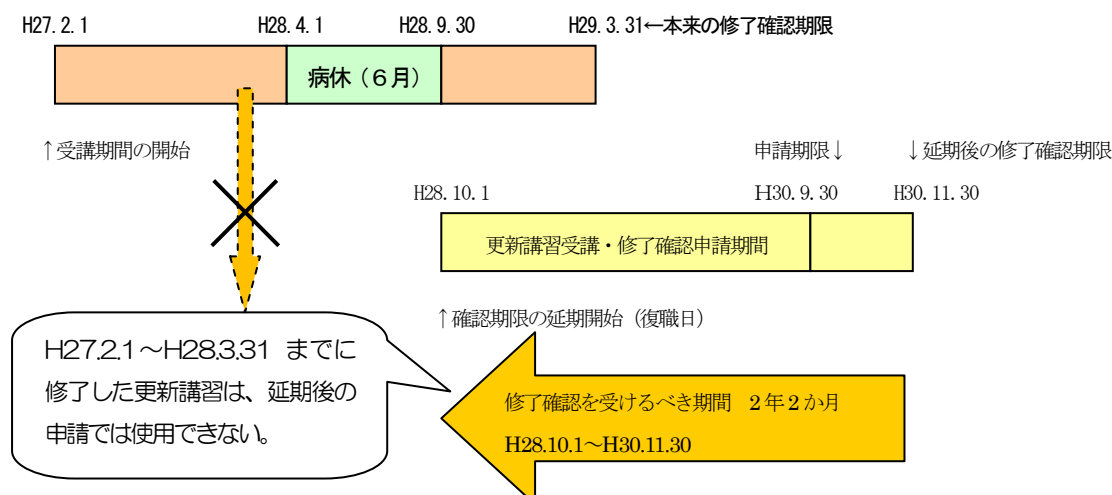 H27.2.1 H28.4.1 H28.9.30 H29.3.31←本来の修了確認期限
病休（６月）
↑受講期間の開始 申請期限↓ ↓延期後の修了確認期限
H28.10.1 H30.9.30 H30.11.30
更新講習受講・修了確認申請期間
↑確認期限の延期開始（復職日）
H27.2.1～H28.3.31 までに
修了した更新講習は、延期後の
申請では使用できない。
修了確認を受けるべき期間 2年2か月
H28.10.1～H30.11.30